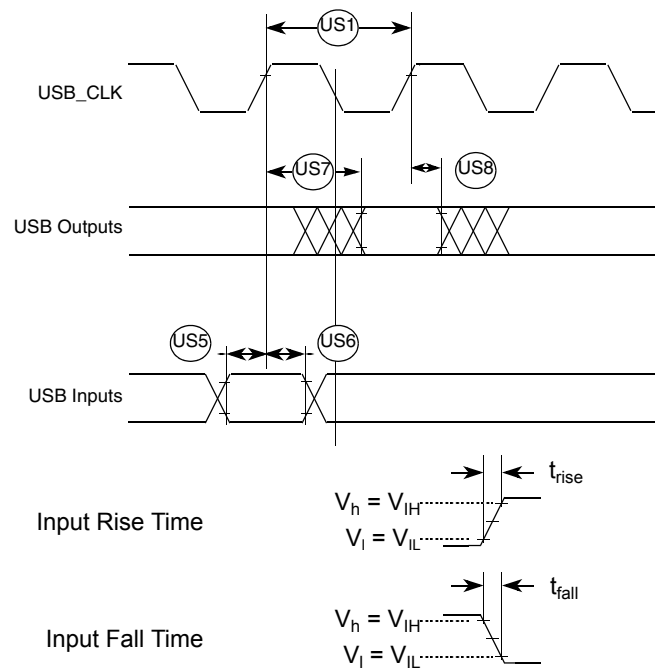 US1
USB_CLK
US7
US8
USB Outputs
US5
US6
USB Inputs
t_rise
V_h = V_IH
Input Rise Time
V_l = V_IL
t_fall
V_h = V_IH
Input Fall Time
V_l = V_IL